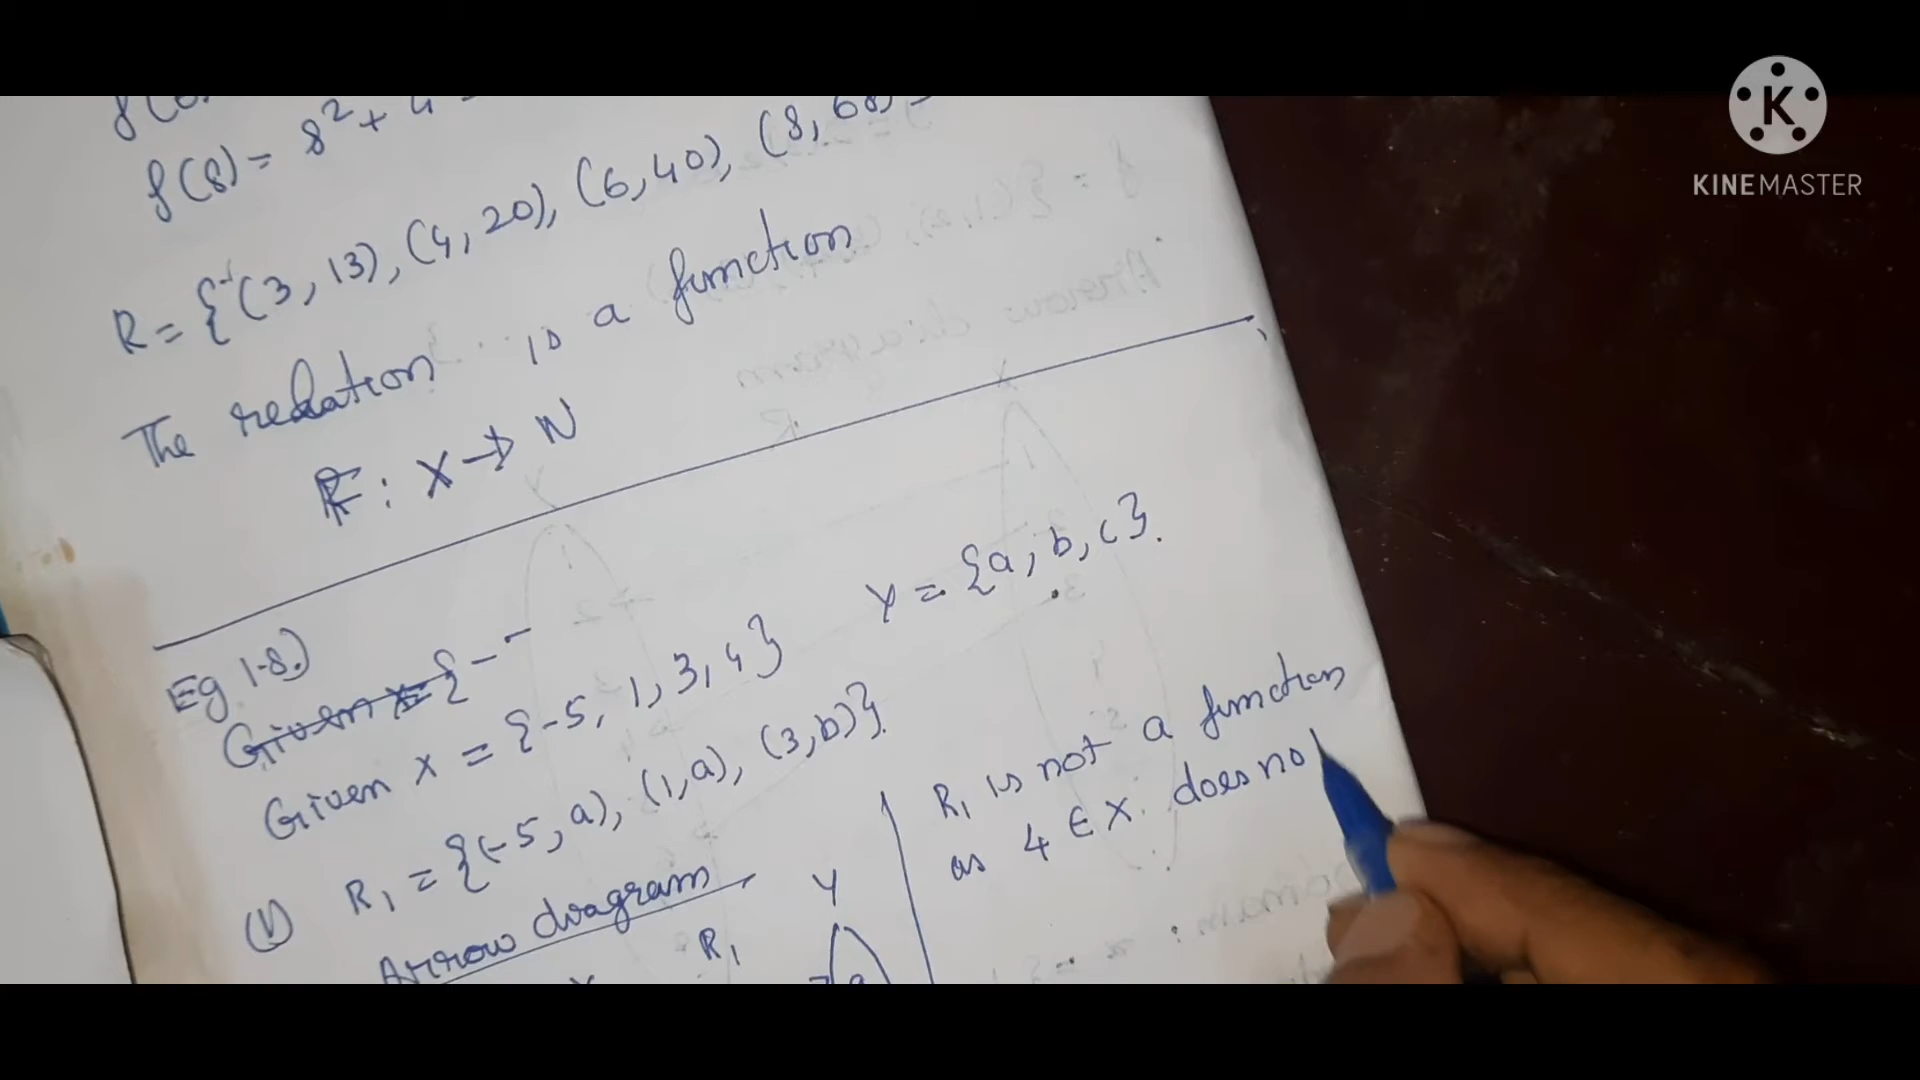 f(8) = 8² + 4
R = {(3, 13), (4, 20), (6, 40), (8, 68)
The relation is a function
F : X → N
Eg 1.8)
Given x = { - -
Given x = {-5, 1, 3, 4} Y = {a, b, c}.
(i) R₁ = {(-5, a), (1, a), (3, b)}.
Arrow diagram
R₁ Y
a
R₁ is not a function
as 4 ∈ X. does no
KINEMASTER